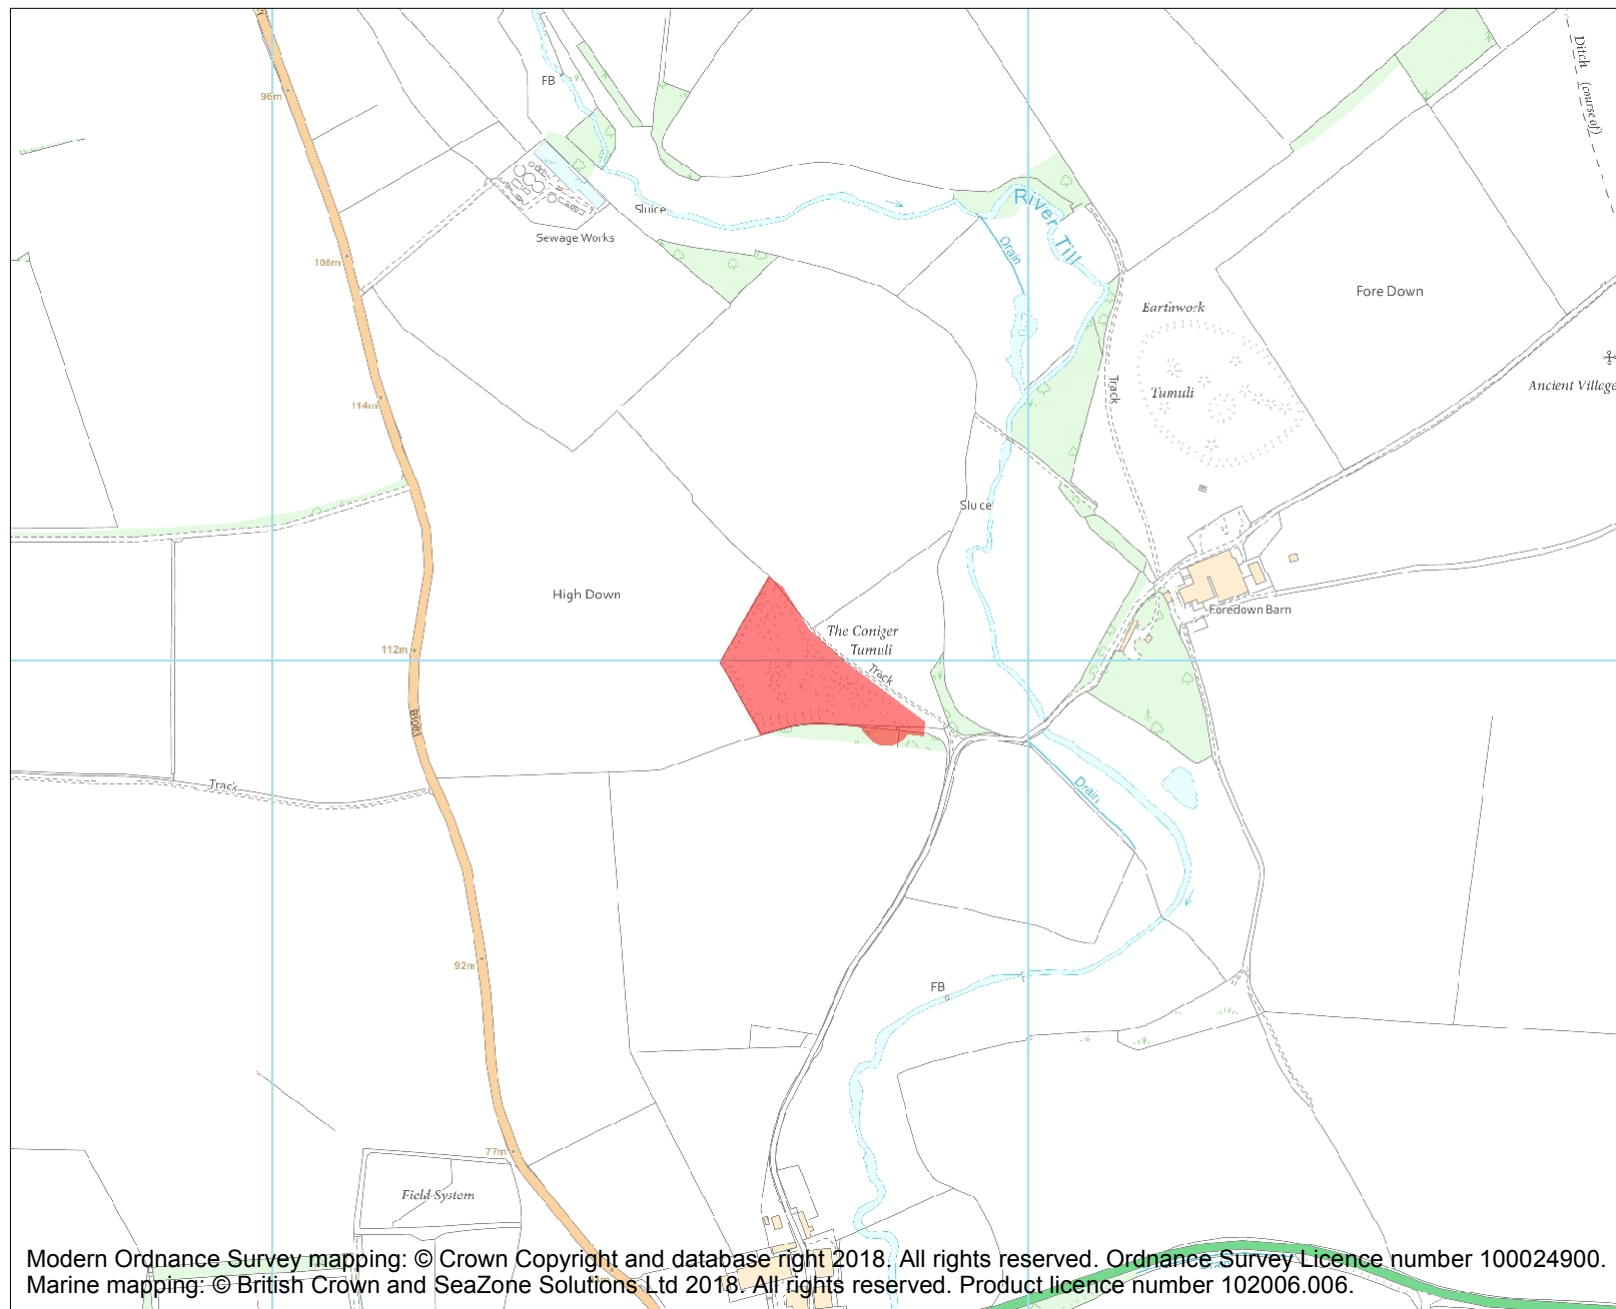 96m
FB
Ditch (course of)
Sluice
River Till
Sewage Works
Drain
106m
Fore Down
Earthwork
114m
Track
Tumuli
Ancient Village
Sluice
High Down
Foredown Barn
The Coniger
Tumuli
112m
Track
B3083
Track
Drain
92m
FB
77m
Field System
Modern Ordnance Survey mapping: © Crown Copyright and database right 2018. All rights reserved. Ordnance Survey Licence number 100024900.
Marine mapping: © British Crown and SeaZone Solutions Ltd 2018. All rights reserved. Product licence number 102006.006.